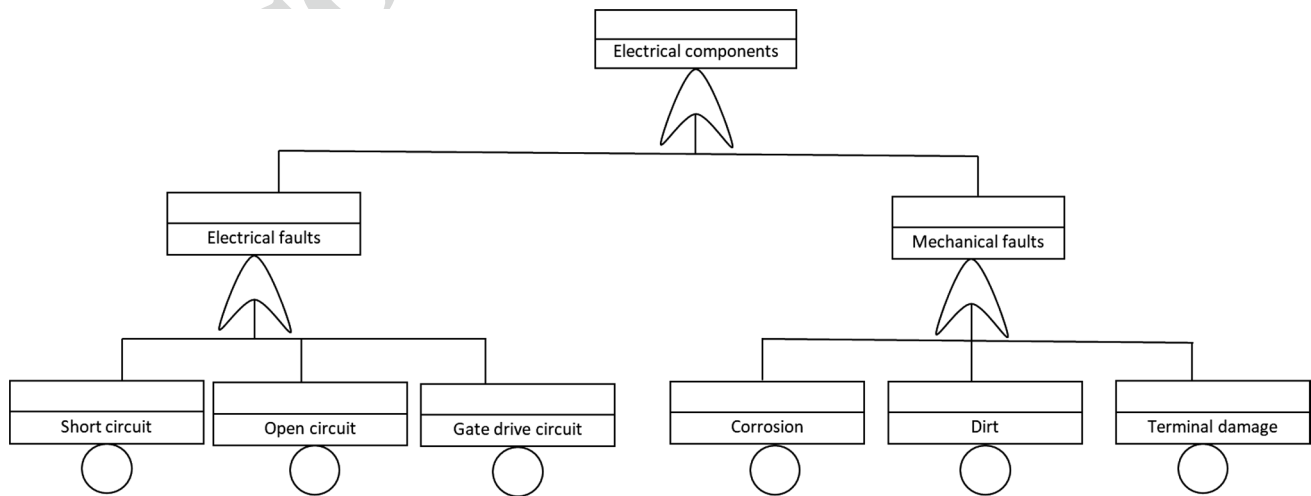 Electrical components
Electrical faults
Mechanical faults
Short circuit
Open circuit
Gate drive circuit
Corrosion
Dirt
Terminal damage